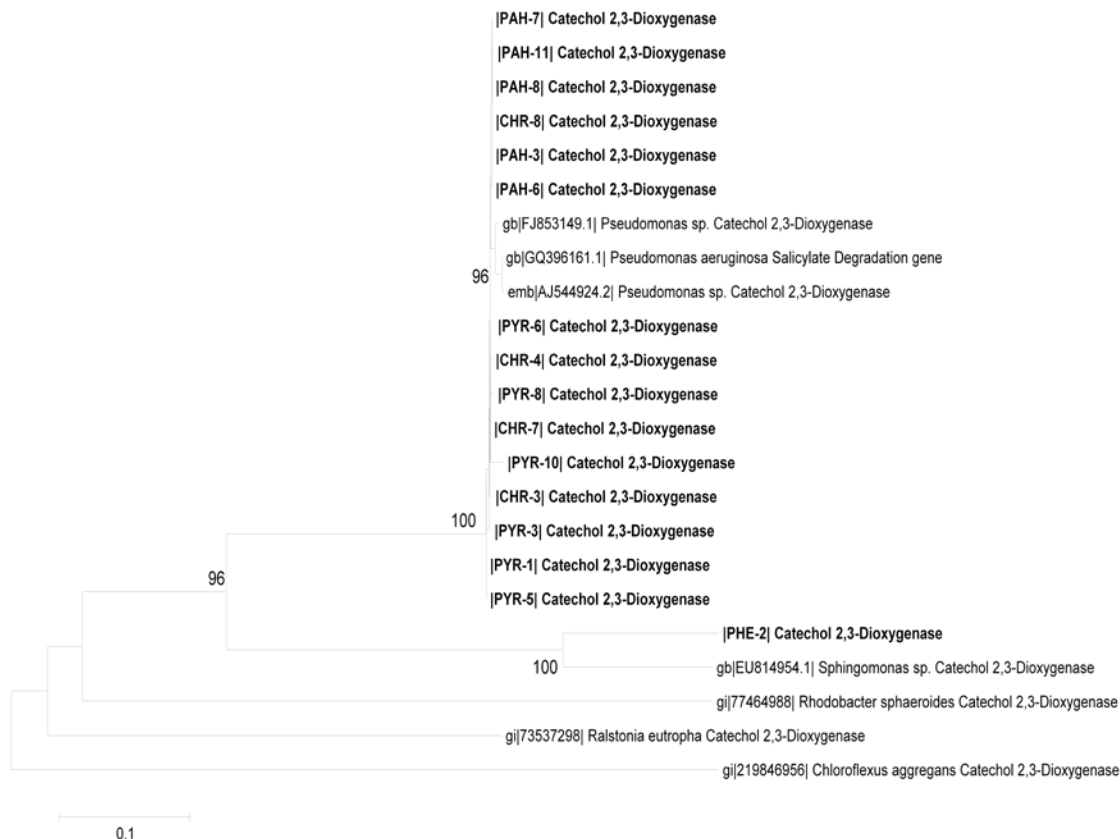 |PAH-7| Catechol 2,3-Dioxygenase
|PAH-11| Catechol 2,3-Dioxygenase
|PAH-8| Catechol 2,3-Dioxygenase
|CHR-8| Catechol 2,3-Dioxygenase
|PAH-3| Catechol 2,3-Dioxygenase
|PAH-6| Catechol 2,3-Dioxygenase
gb|FJ853149.1| Pseudomonas sp. Catechol 2,3-Dioxygenase
gb|GQ396161.1| Pseudomonas aeruginosa Salicylate Degradation gene
96
emb|AJ544924.2| Pseudomonas sp. Catechol 2,3-Dioxygenase
|PYR-6| Catechol 2,3-Dioxygenase
|CHR-4| Catechol 2,3-Dioxygenase
|PYR-8| Catechol 2,3-Dioxygenase
|CHR-7| Catechol 2,3-Dioxygenase
|PYR-10| Catechol 2,3-Dioxygenase
|CHR-3| Catechol 2,3-Dioxygenase
100
|PYR-3| Catechol 2,3-Dioxygenase
|PYR-1| Catechol 2,3-Dioxygenase
96
|PYR-5| Catechol 2,3-Dioxygenase
|PHE-2| Catechol 2,3-Dioxygenase
100
gb|EU814954.1| Sphingomonas sp. Catechol 2,3-Dioxygenase
gi|77464988| Rhodobacter sphaeroides Catechol 2,3-Dioxygenase
gi|73537298| Ralstonia eutropha Catechol 2,3-Dioxygenase
gi|219846956| Chloroflexus aggregans Catechol 2,3-Dioxygenase
0.1